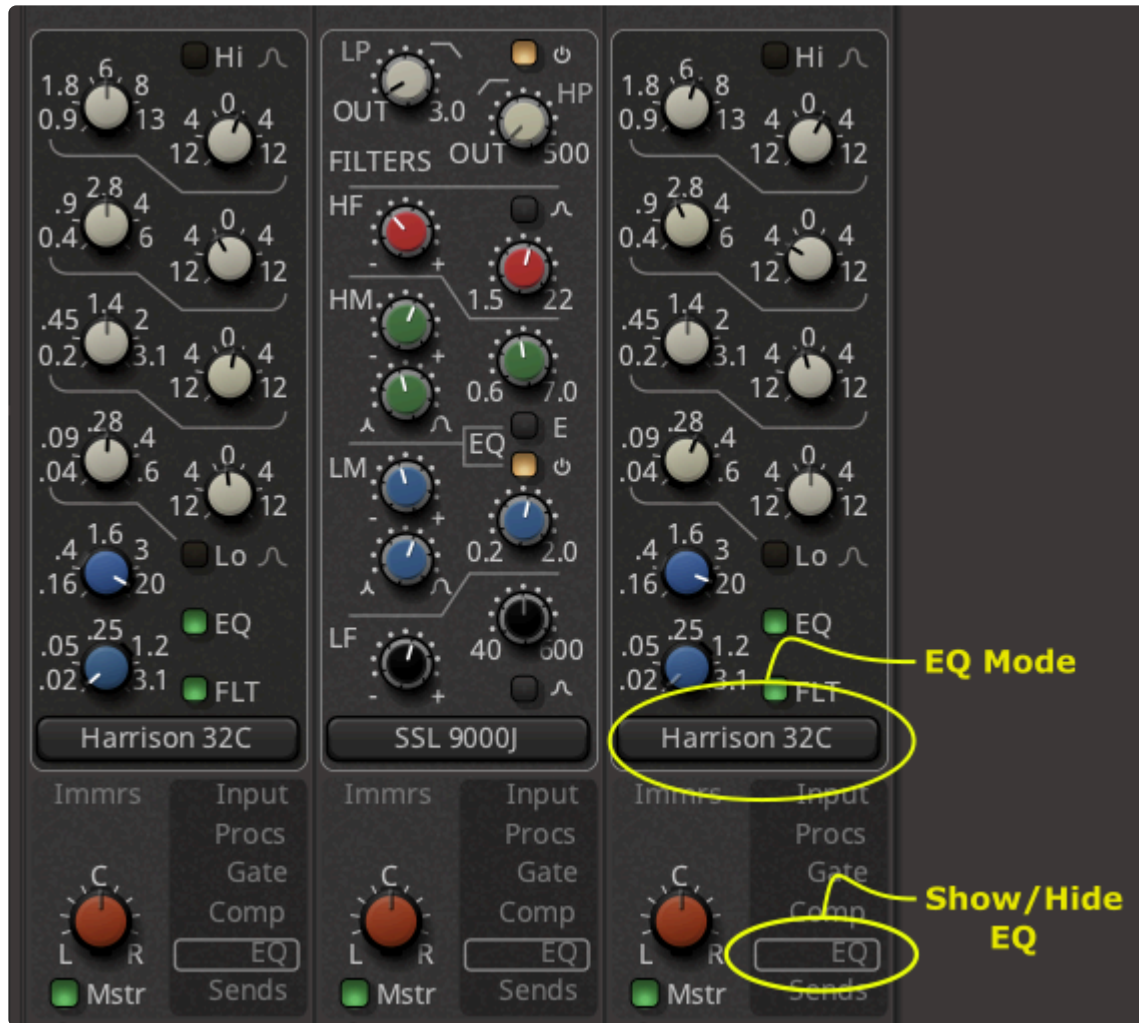 Hi
6
1.8 8
0.9 13
0
4 4
12 12
2.8
.9 4
0.4 6
0
4 4
12 12
1.4
.45 2
0.2 3.1
0
4 4
12 12
.28
.09 .4
.04 .6
0
4 4
12 12
Lo
1.6
.4 3
.16 20
EQ
.25
.05 1.2
.02 3.1
FLT
Harrison 32C
Immrs
C
L R
Mstr
Input
Procs
Gate
Comp
EQ
Sends
LP
OUT 3.0
HP
OUT 500
FILTERS
HF
- +
1.5 22
HM
- +
0.6 7.0
E
EQ
LM
- +
0.2 2.0
LF
40 600
- +
SSL 9000J
Immrs
C
L R
Mstr
Input
Procs
Gate
Comp
EQ
Sends
Hi
6
1.8 8
0.9 13
0
4 4
12 12
2.8
.9 4
0.4 6
0
4 4
12 12
1.4
.45 2
0.2 3.1
0
4 4
12 12
.28
.09 .4
.04 .6
0
4 4
12 12
Lo
1.6
.4 3
.16 20
EQ
.25
.05 1.2
.02 3.1
FLT
Harrison 32C
Immrs
C
L R
Mstr
Input
Procs
Gate
Comp
EQ
Sends
EQ Mode
Show/Hide
EQ